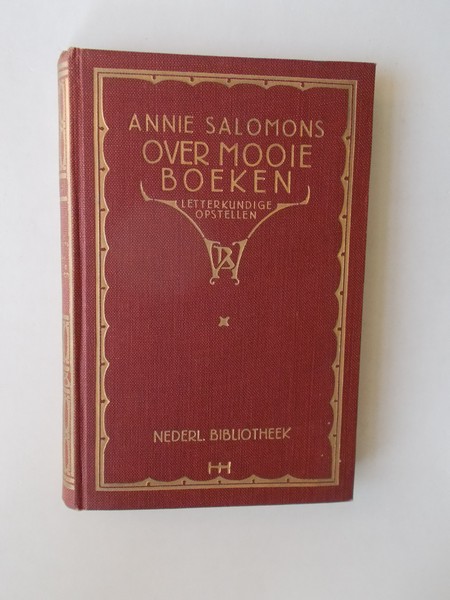 ANNIE SALOMONS
OVER MOOIE
BOEKEN
LETTERKUNDIGE
OPSTELLEN
NEDERL. BIBLIOTHEEK